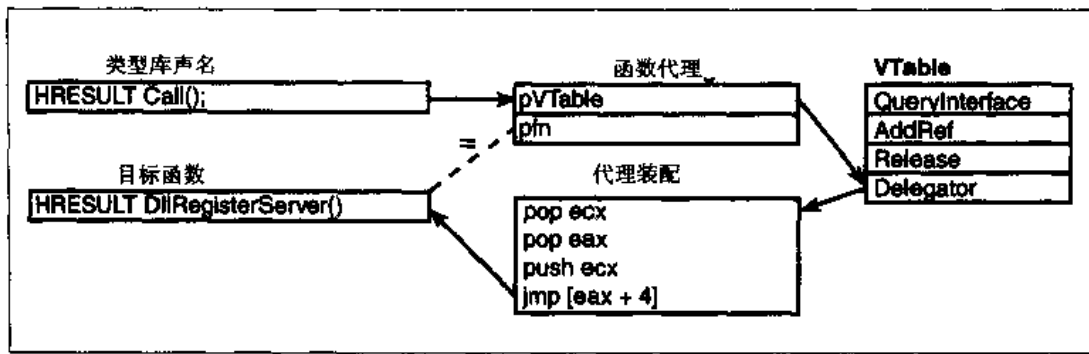 类型库声名
HRESULT Call();
目标函数
HRESULT DllRegisterServer()
=
函数代理
pVTable
pfn
代理装配
pop ecx
pop eax
push ecx
jmp [eax + 4]
VTable
QueryInterface
AddRef
Release
Delegator